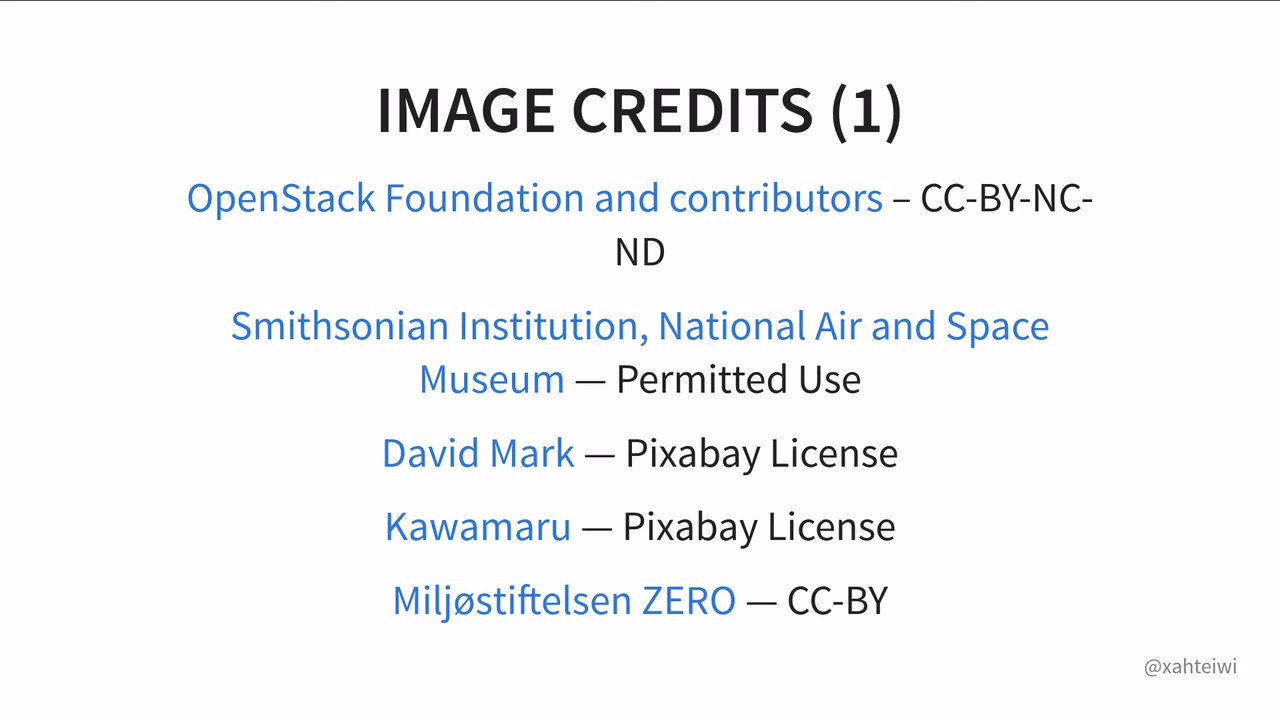 IMAGE CREDITS (1)
OpenStack Foundation and contributors – CC-BY-NC-
ND
Smithsonian Institution, National Air and Space
Museum — Permitted Use
David Mark — Pixabay License
Kawamaru — Pixabay License
Miljøstiftelsen ZERO — CC-BY
@xahteiwi